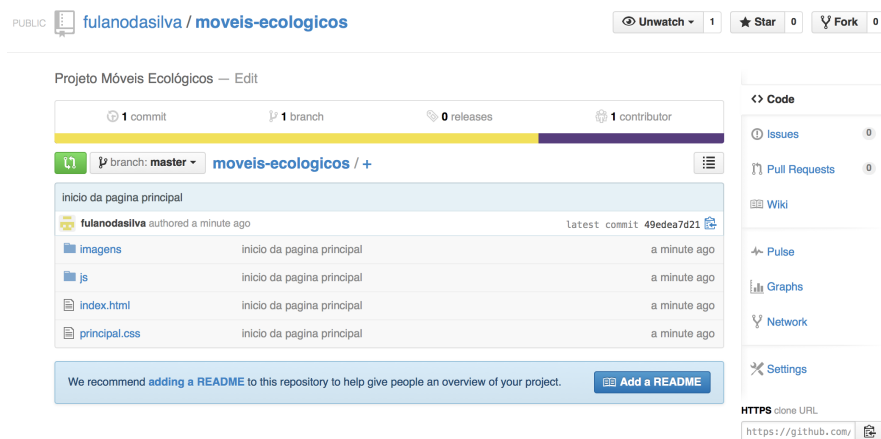 PUBLIC fulanodasilva / moveis-ecologicos Unwatch 1 Star 0 Fork 0
Projeto Móveis Ecológicos — Edit
1 commit 1 branch 0 releases 1 contributor
branch: master moveis-ecologicos / +
inicio da pagina principal
fulanodasilva authored a minute ago latest commit 49edea7d21
imagens inicio da pagina principal a minute ago
js inicio da pagina principal a minute ago
index.html inicio da pagina principal a minute ago
principal.css inicio da pagina principal a minute ago
We recommend adding a README to this repository to help give people an overview of your project. Add a README
Code
Issues 0
Pull Requests 0
Wiki
Pulse
Graphs
Network
Settings
HTTPS clone URL
https://github.com/